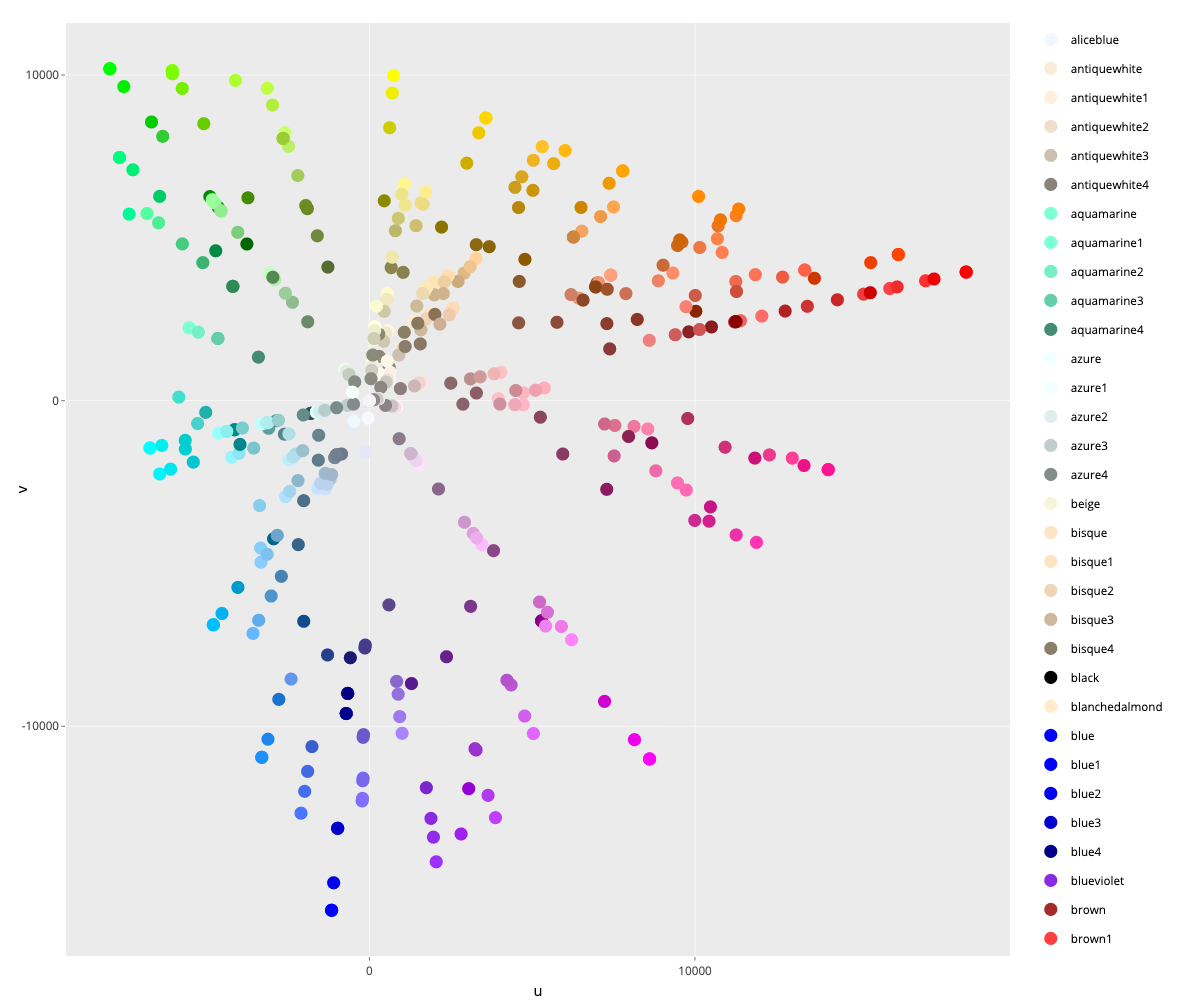 10000
0
-10000
v
0
10000
u
aliceblue
antiquewhite
antiquewhite1
antiquewhite2
antiquewhite3
antiquewhite4
aquamarine
aquamarine1
aquamarine2
aquamarine3
aquamarine4
azure
azure1
azure2
azure3
azure4
beige
bisque
bisque1
bisque2
bisque3
bisque4
black
blanchedalmond
blue
blue1
blue2
blue3
blue4
blueviolet
brown
brown1